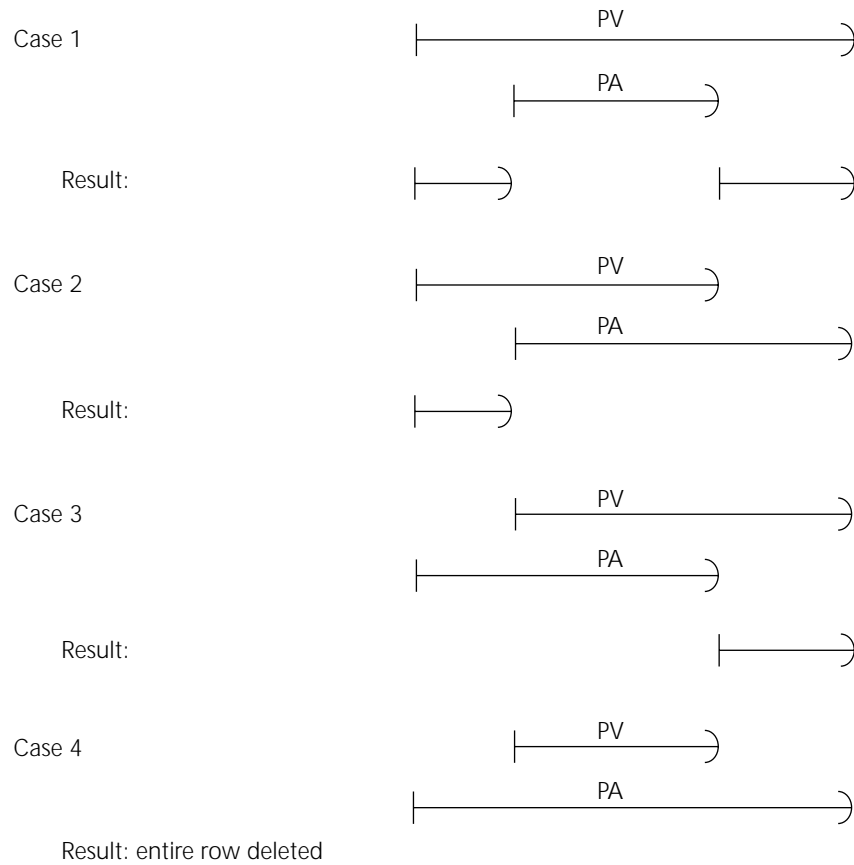 PV
Case 1
PA
Result:
PV
Case 2
PA
Result:
PV
Case 3
PA
Result:
PV
Case 4
PA
Result: entire row deleted